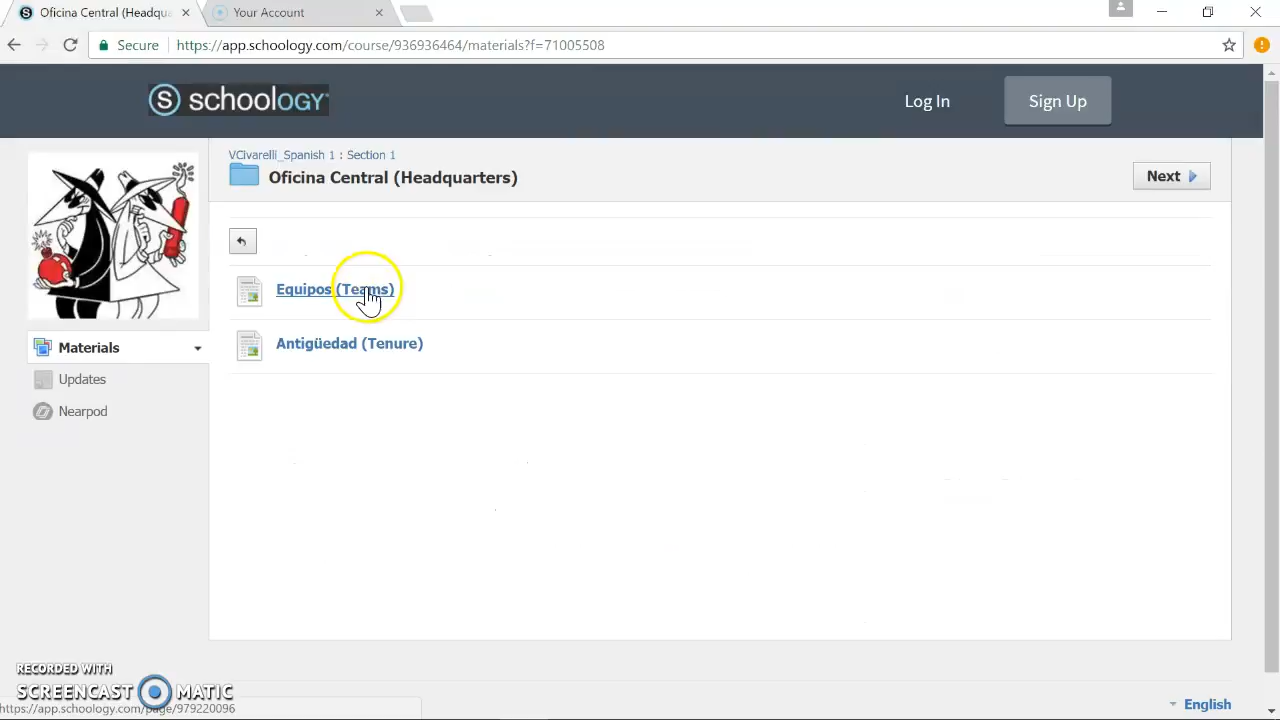 Oficina Central (Headqua
Your Account
Secure
https://app.schoology.com/course/936936464/materials?f=71005508
S schoology
Log In
Sign Up
VCivarelli_Spanish 1 : Section 1
Oficina Central (Headquarters)
Next
Equipos (Teams)
Antigüedad (Tenure)
Materials
Updates
Nearpod
RECORDED WITH
SCREENCAST MATIC
https://app.schoology.com/page/979220096
English